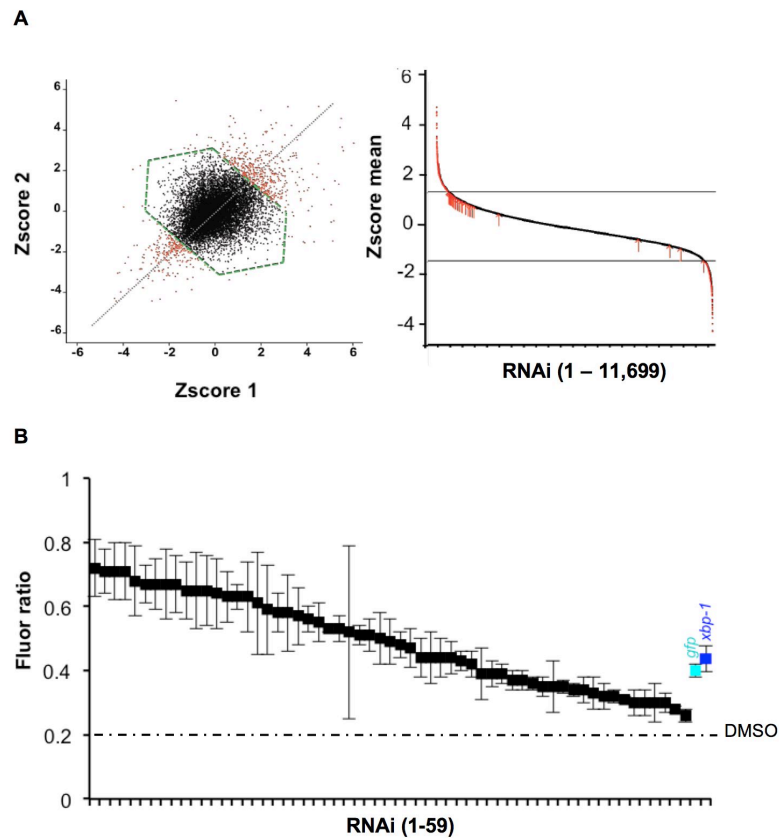 A
6
4
2
0
-2
-4
-6
Zscore 2
-6 -4 -2 0 2 4 6
Zscore 1
6
4
2
0
-2
-4
Zscore mean
RNAi (1 – 11,699)
B
1
0.8
0.6
0.4
0.2
0
Fluor ratio
gfp
xbp-1
DMSO
RNAi (1-59)